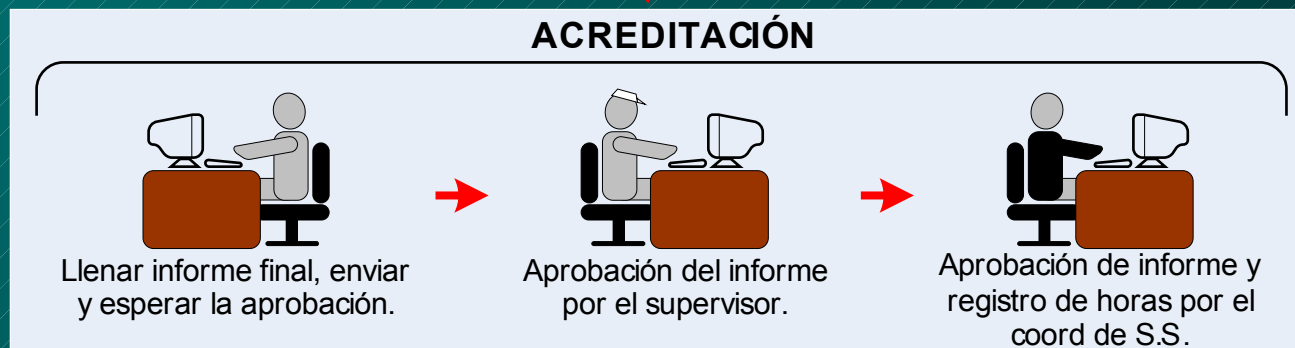 ACREDITACIÓN
Llenar informe final, enviar
y esperar la aprobación.
Aprobación del informe
por el supervisor.
Aprobación de informe y
registro de horas por el
coord de S.S.